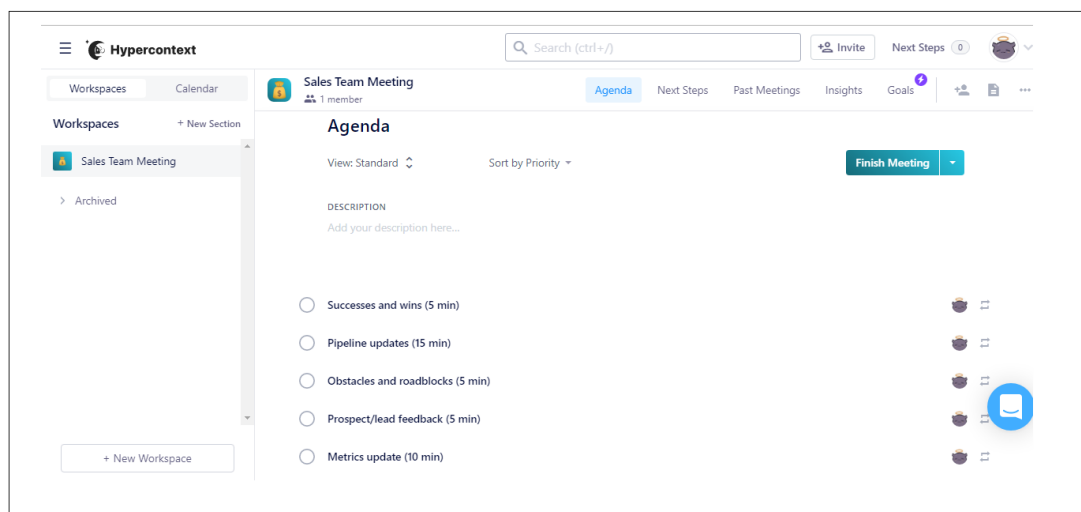 Hypercontext
Search (ctrl+/)
Invite
Next Steps 0
Workspaces
Calendar
Sales Team Meeting
1 member
Agenda
Next Steps
Past Meetings
Insights
Goals
Workspaces
+ New Section
Sales Team Meeting
Archived
+ New Workspace
Agenda
View: Standard
Sort by Priority
Finish Meeting
DESCRIPTION
Add your description here...
Successes and wins (5 min)
Pipeline updates (15 min)
Obstacles and roadblocks (5 min)
Prospect/lead feedback (5 min)
Metrics update (10 min)